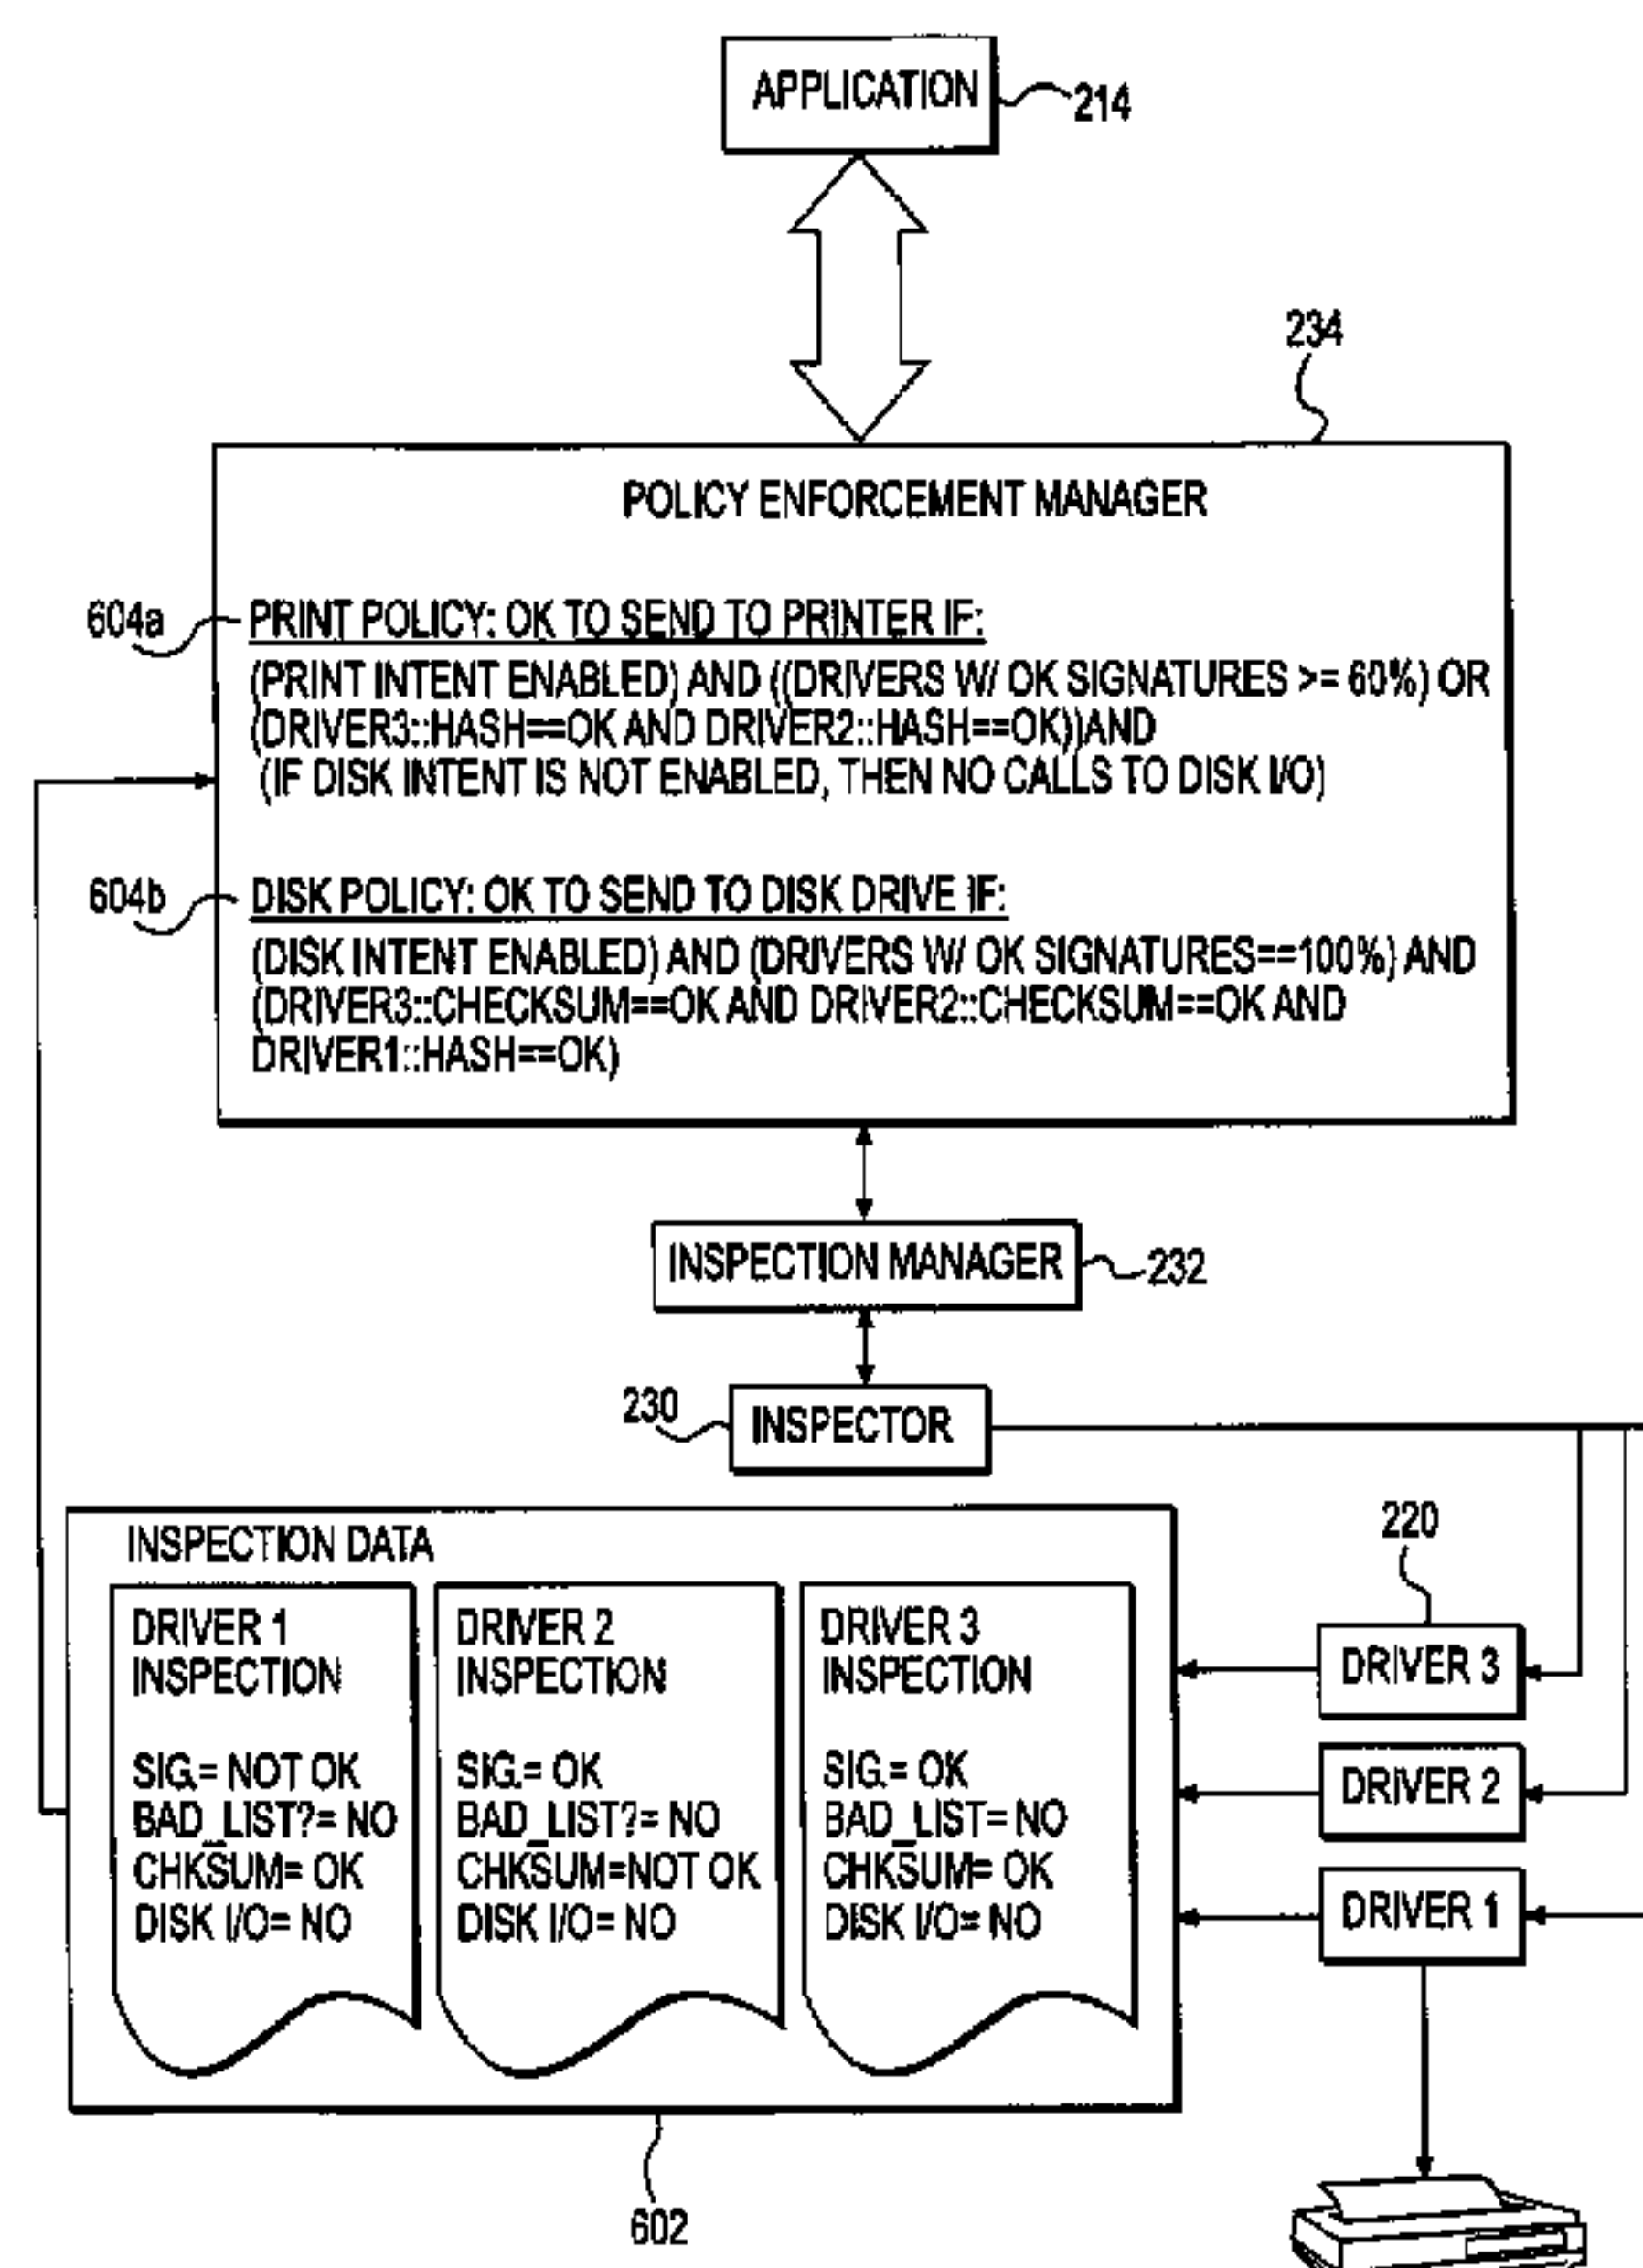 APPLICATION
214
234
POLICY ENFORCEMENT MANAGER
604a
PRINT POLICY: OK TO SEND TO PRINTER IF:
(PRINT INTENT ENABLED) AND ((DRIVERS W/ OK SIGNATURES >= 60%) OR
(DRIVER3::HASH==OK AND DRIVER2::HASH==OK))AND
(IF DISK INTENT IS NOT ENABLED, THEN NO CALLS TO DISK I/O)
604b
DISK POLICY: OK TO SEND TO DISK DRIVE IF:
(DISK INTENT ENABLED) AND (DRIVERS W/ OK SIGNATURES==100%) AND
(DRIVER3::CHECKSUM==OK AND DRIVER2::CHECKSUM==OK AND
DRIVER1::HASH==OK)
INSPECTION MANAGER
232
230
INSPECTOR
INSPECTION DATA
DRIVER 1
INSPECTION
SIG.= NOT OK
BAD_LIST?= NO
CHKSUM= OK
DISK I/O= NO
DRIVER 2
INSPECTION
SIG.= OK
BAD_LIST?= NO
CHKSUM=NOT OK
DISK I/O= NO
DRIVER 3
INSPECTION
SIG.= OK
BAD_LIST= NO
CHKSUM= OK
DISK I/O= NO
220
DRIVER 3
DRIVER 2
DRIVER 1
602